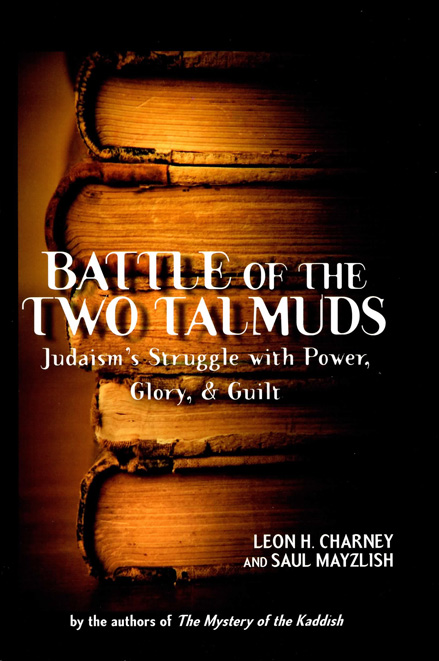 BATTLE OF THE
TWO TALMUDS
Judaism's Struggle with Power,
Glory, & Guilt
LEON H. CHARNEY
AND SAUL MAYZLISH
by the authors of The Mystery of the Kaddish